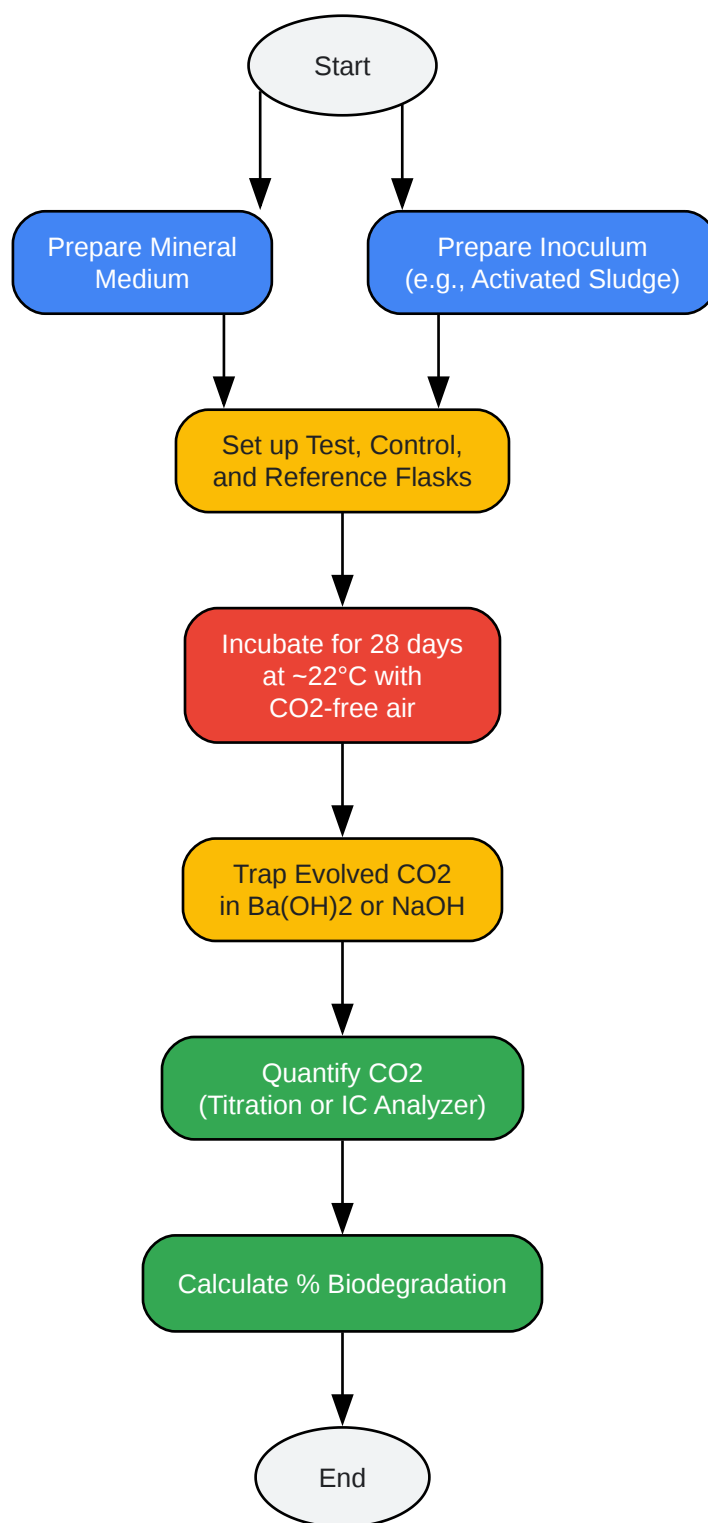 Start
Prepare Mineral
Medium
Prepare Inoculum
(e.g., Activated Sludge)
Set up Test, Control,
and Reference Flasks
Incubate for 28 days
at ~22°C with
CO2-free air
Trap Evolved CO2
in Ba(OH)2 or NaOH
Quantify CO2
(Titration or IC Analyzer)
Calculate % Biodegradation
End